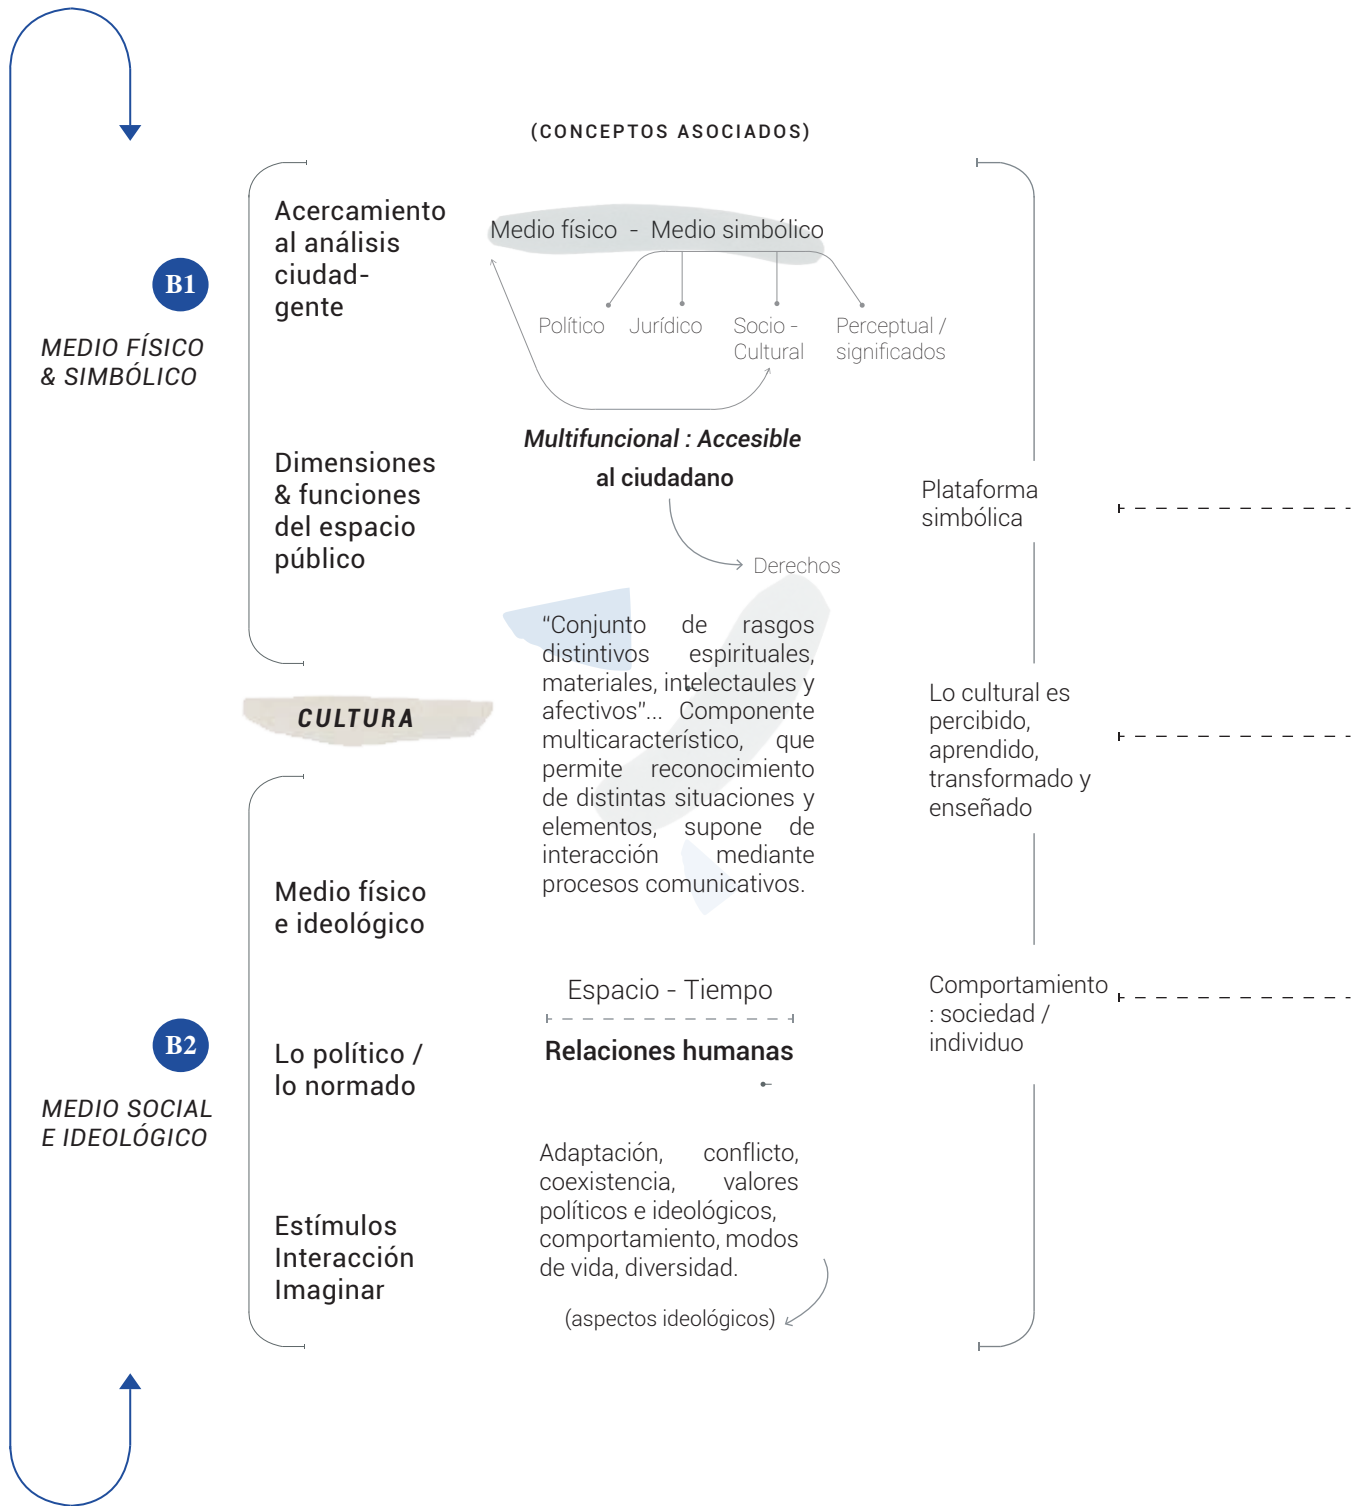 (CONCEPTOS ASOCIADOS)
B1
MEDIO FÍSICO
& SIMBÓLICO
Acercamiento
al análisis
ciudad-
gente
Medio físico - Medio simbólico
Político
Jurídico
Socio -
Cultural
Perceptual /
significados
Dimensiones
& funciones
del espacio
público
Multifuncional : Accesible
al ciudadano
Derechos
Plataforma
simbólica
CULTURA
“Conjunto de rasgos
distintivos espirituales,
materiales, intelectaules y
afectivos”... Componente
multicaracterístico, que
permite reconocimiento
de distintas situaciones y
elementos, supone de
interacción mediante
procesos comunicativos.
Lo cultural es
percibido,
aprendido,
transformado y
enseñado
B2
MEDIO SOCIAL
E IDEOLÓGICO
Medio físico
e ideológico
Lo político /
lo normado
Estímulos
Interacción
Imaginar
Espacio - Tiempo
Relaciones humanas
Adaptación, conflicto,
coexistencia, valores
políticos e ideológicos,
comportamiento, modos
de vida, diversidad.
(aspectos ideológicos)
Comportamiento
: sociedad /
individuo